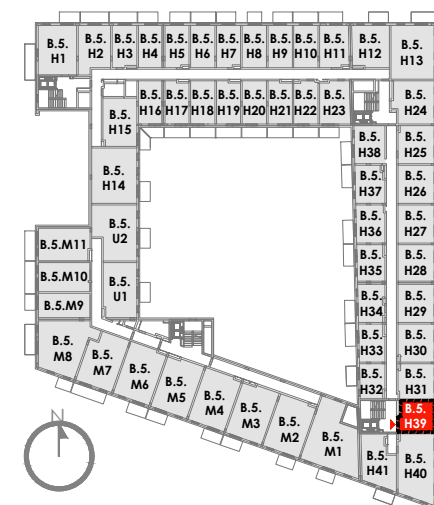 B.5.
H1
B.5.
H2
B.5.
H3
B.5.
H4
B.5.
H5
B.5.
H6
B.5.
H7
B.5.
H8
B.5.
H9
B.5.
H10
B.5.
H11
B.5.
H12
B.5.
H13
B.5.
H15
B.5.
H16
B.5.
H17
B.5.
H18
B.5.
H19
B.5.
H20
B.5.
H21
B.5.
H22
B.5.
H23
B.5.
H24
B.5.
H38
B.5.
H25
B.5.
H14
B.5.
H37
B.5.
H26
B.5.
U2
B.5.
H36
B.5.
H27
B.5.M11
B.5.
H35
B.5.
H28
B.5.M10
B.5.
U1
B.5.
H34
B.5.
H29
B.5.M9
B.5.
M8
B.5.
M7
B.5.
M6
B.5.
M5
B.5.
M4
B.5.
M3
B.5.
M2
B.5.
M1
B.5.
H33
B.5.
H30
B.5.
H32
B.5.
H31
B.5.
H39
B.5.
H41
B.5.
H40
N